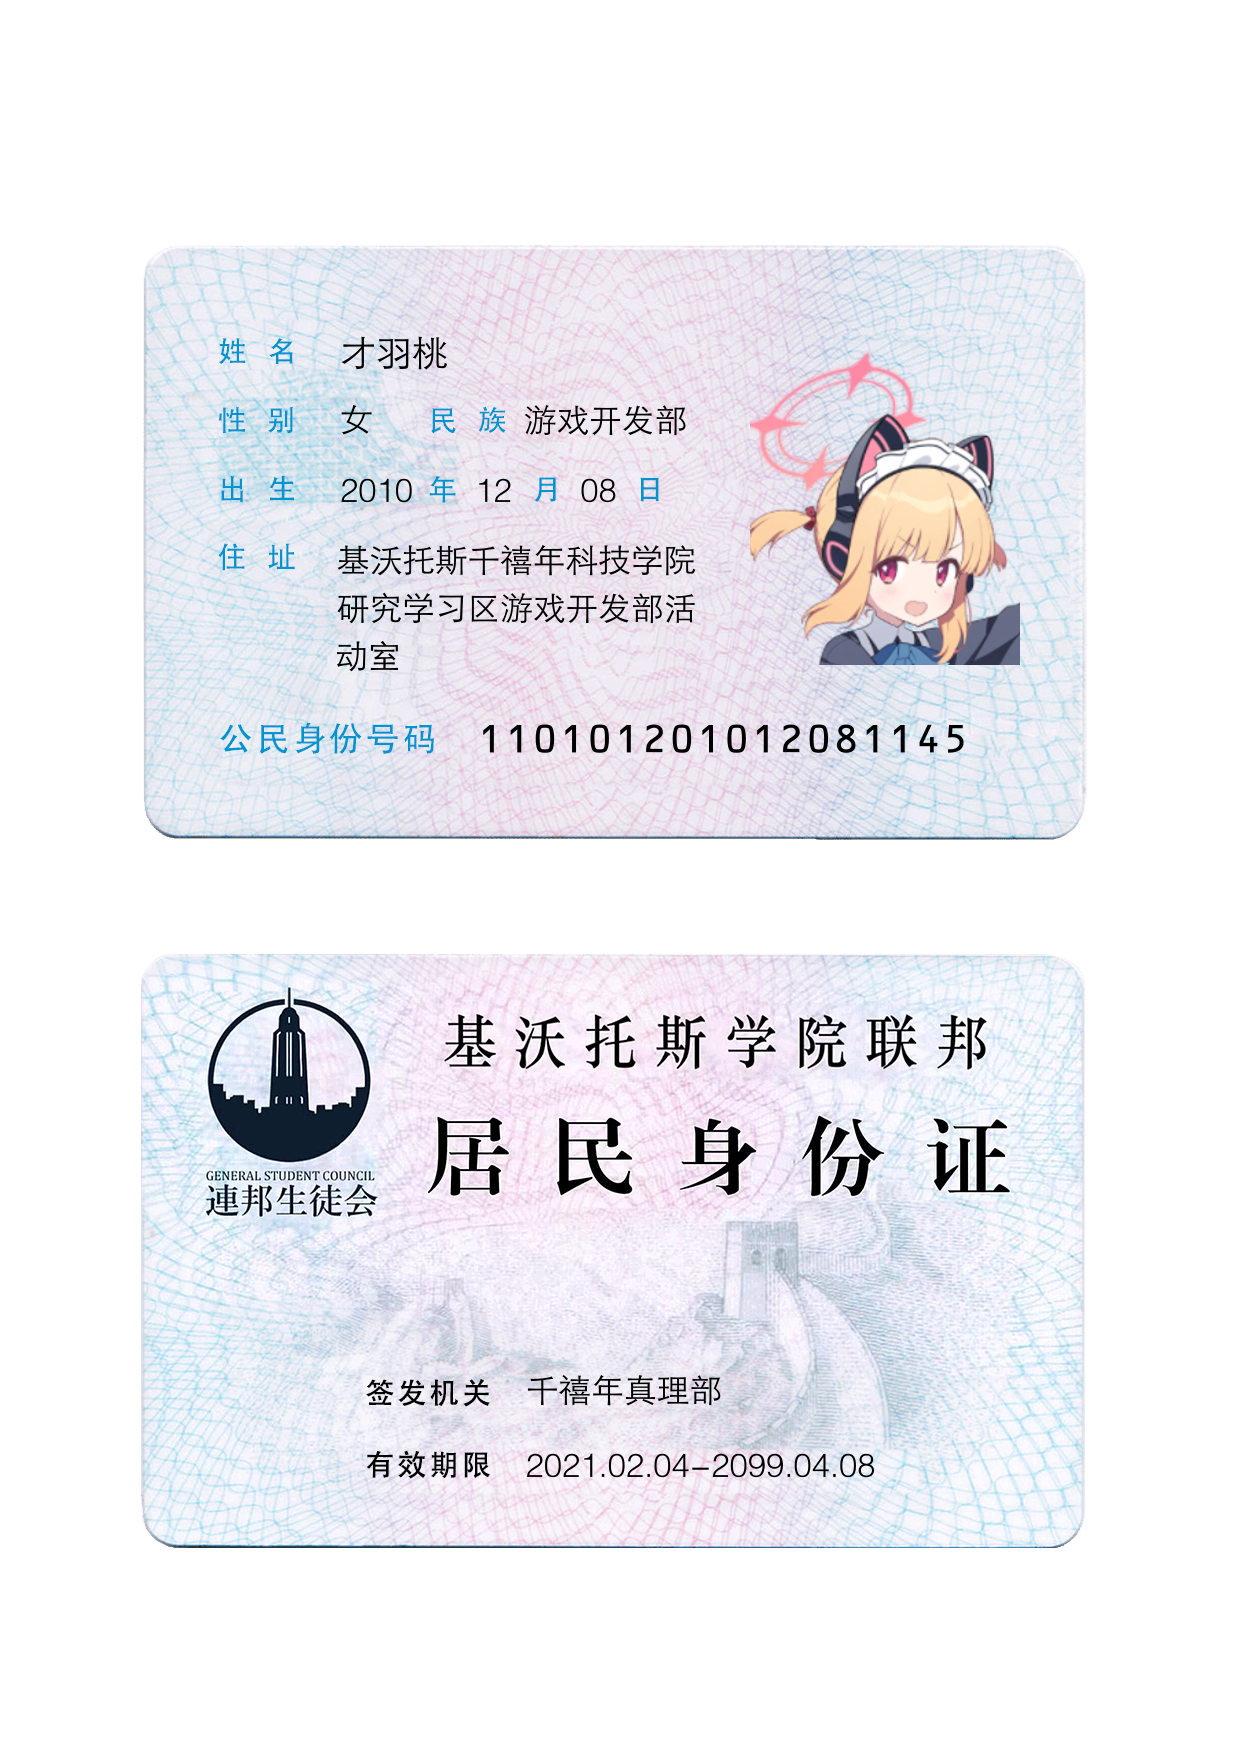 姓名 才羽桃
性别 女 民族 游戏开发部
出生 2010 年 12 月 08 日
住址 基沃托斯千禧年科技学院
研究学习区游戏开发部活
动室
公民身份号码 110101201012081145
基沃托斯学院联邦
居民身份证
GENERAL STUDENT COUNCIL
連邦生徒会
签发机关 千禧年真理部
有效期限 2021.02.04-2099.04.08